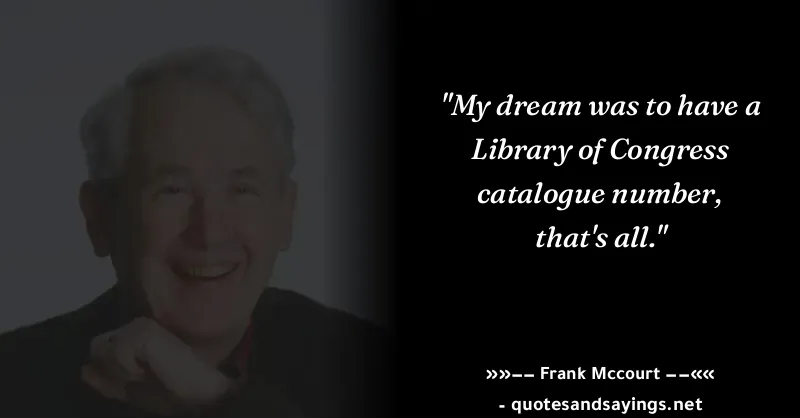 "My dream was to have a
Library of Congress
catalogue number,
that's all."
»»−− Frank Mccourt −−««
- quotesandsayings.net